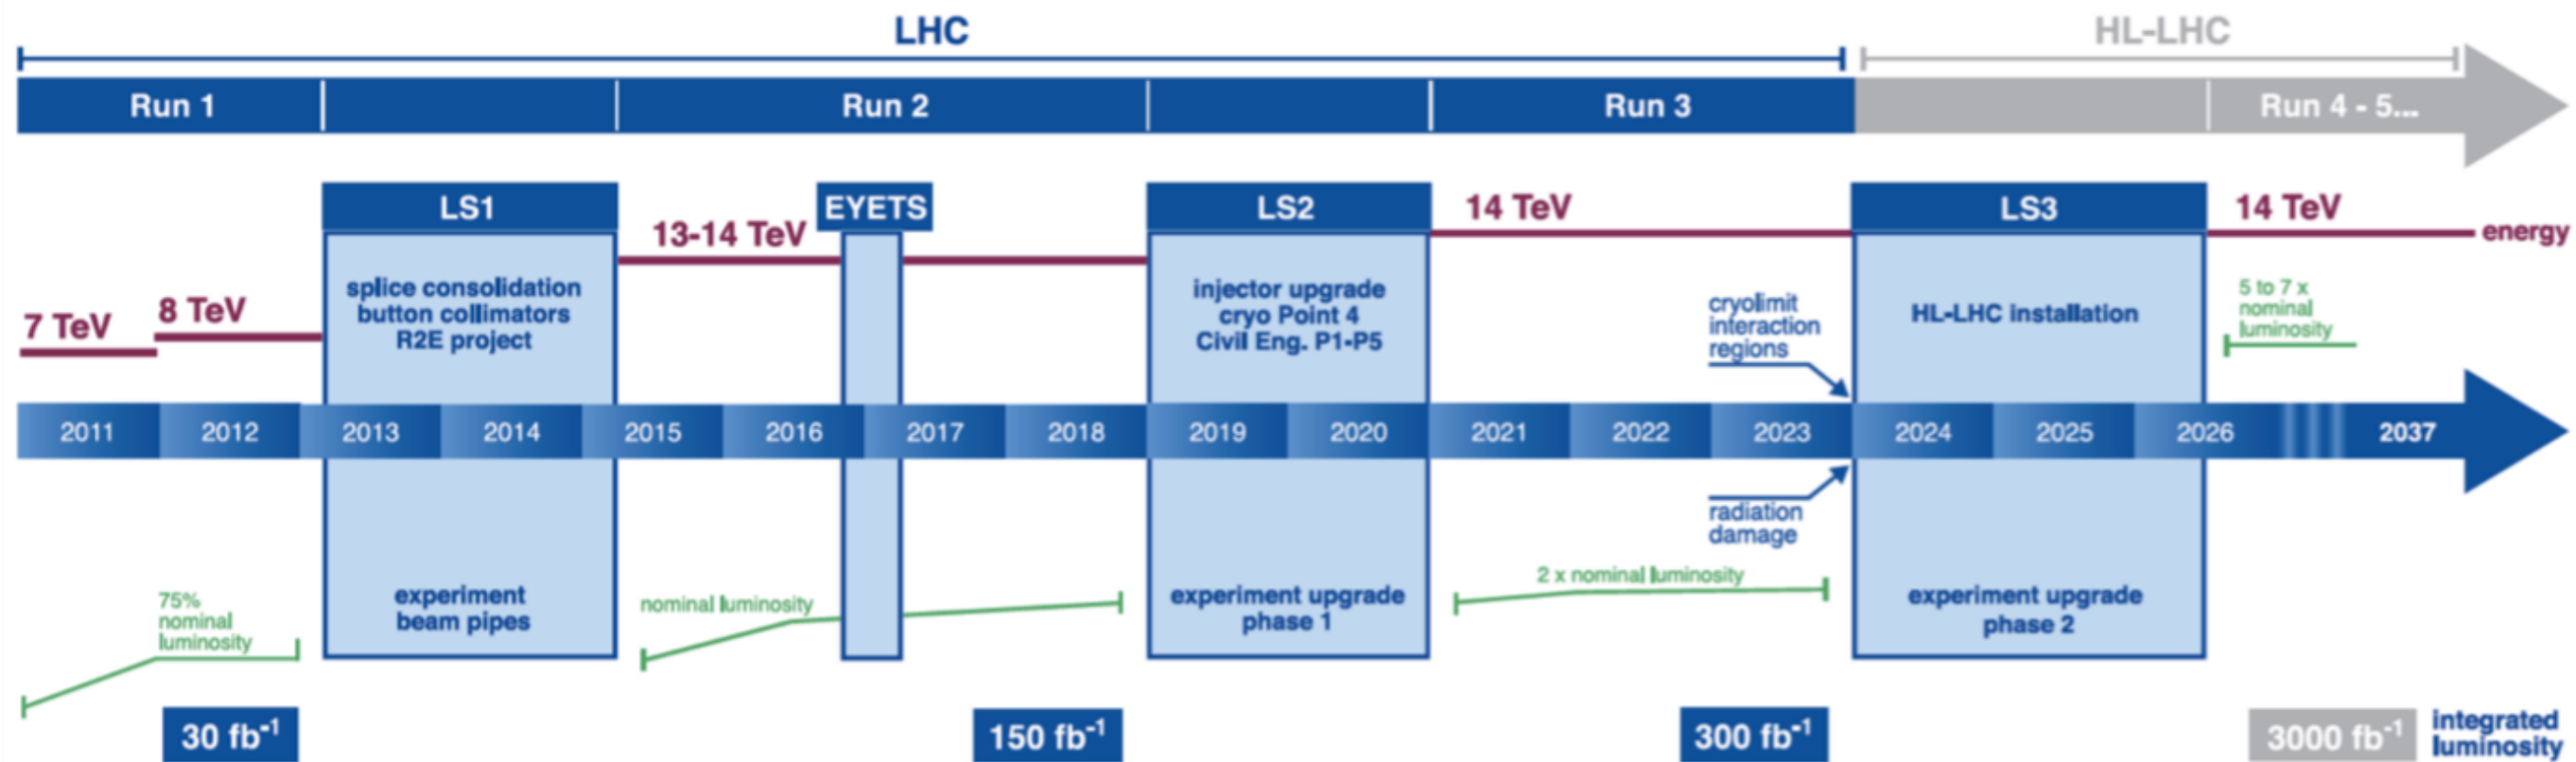 LHC
HL-LHC
Run 1
Run 2
Run 3
Run 4 - 5...
LS1
EYETS
LS2
14 TeV
LS3
14 TeV
energy
13-14 TeV
7 TeV
8 TeV
splice consolidation
button collimators
R2E project
injector upgrade
cryo Point 4
Civil Eng. P1-P5
cryolimit
interaction
regions
HL-LHC installation
5 to 7 x
nominal
luminosity
2011
2012
2013
2014
2015
2016
2017
2018
2019
2020
2021
2022
2023
2024
2025
2026
2037
radiation
damage
75%
nominal
luminosity
experiment
beam pipes
nominal luminosity
experiment upgrade
phase 1
2 x nominal luminosity
experiment upgrade
phase 2
30 fb⁻¹
150 fb⁻¹
300 fb⁻¹
3000 fb⁻¹
integrated
luminosity